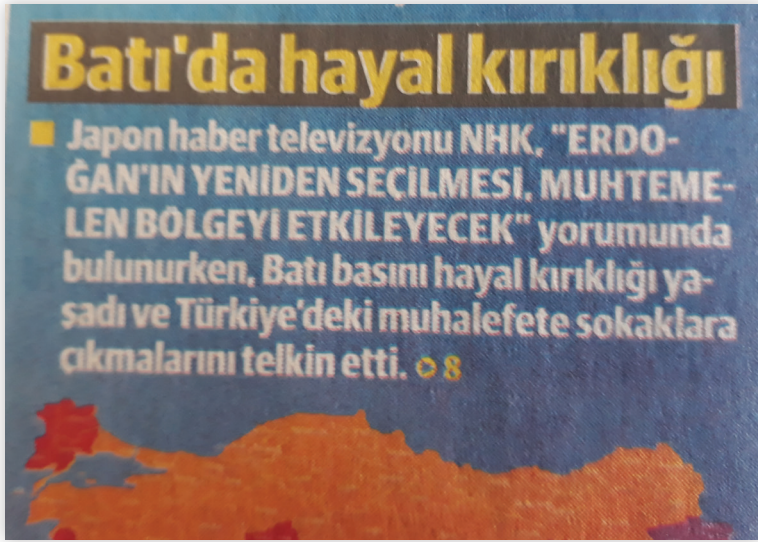 Batı'da hayal kırıklığı
Japon haber televizyonu NHK, "ERDO-
ĞAN'IN YENİDEN SEÇİLMESİ, MUHTEME-
LEN BÖLGEYİ ETKİLEYECEK" yorumunda
bulunurken, Batı basını hayal kırıklığı ya-
şadı ve Türkiye'deki muhalefete sokaklara
çıkmalarını telkin etti. 8